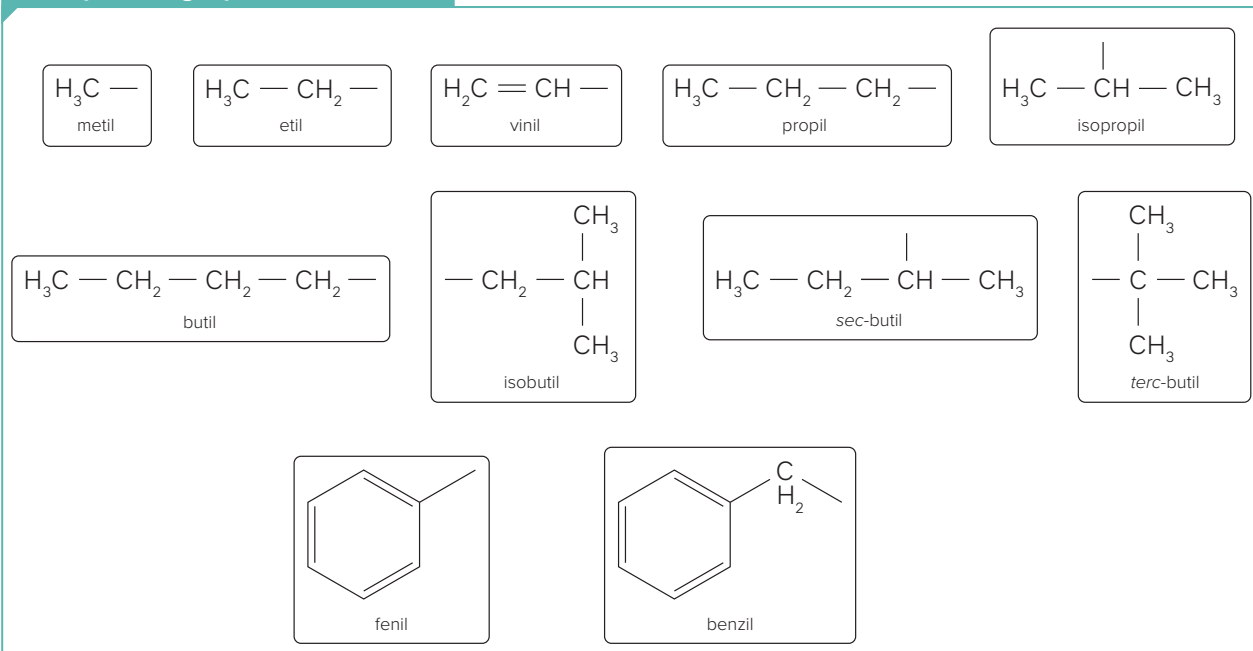 H₃C —
metil
H₃C — CH₂ —
etil
H₂C = CH —
vinil
H₃C — CH₂ — CH₂ —
propil
H₃C — CH — CH₃
isopropil
H₃C — CH₂ — CH₂ — CH₂ —
butil
CH₃
— CH₂ — CH
CH₃
isobutil
H₃C — CH₂ — CH — CH₃
sec-butil
CH₃
— C — CH₃
CH₃
terc-butil
fenil
C
H₂
benzil